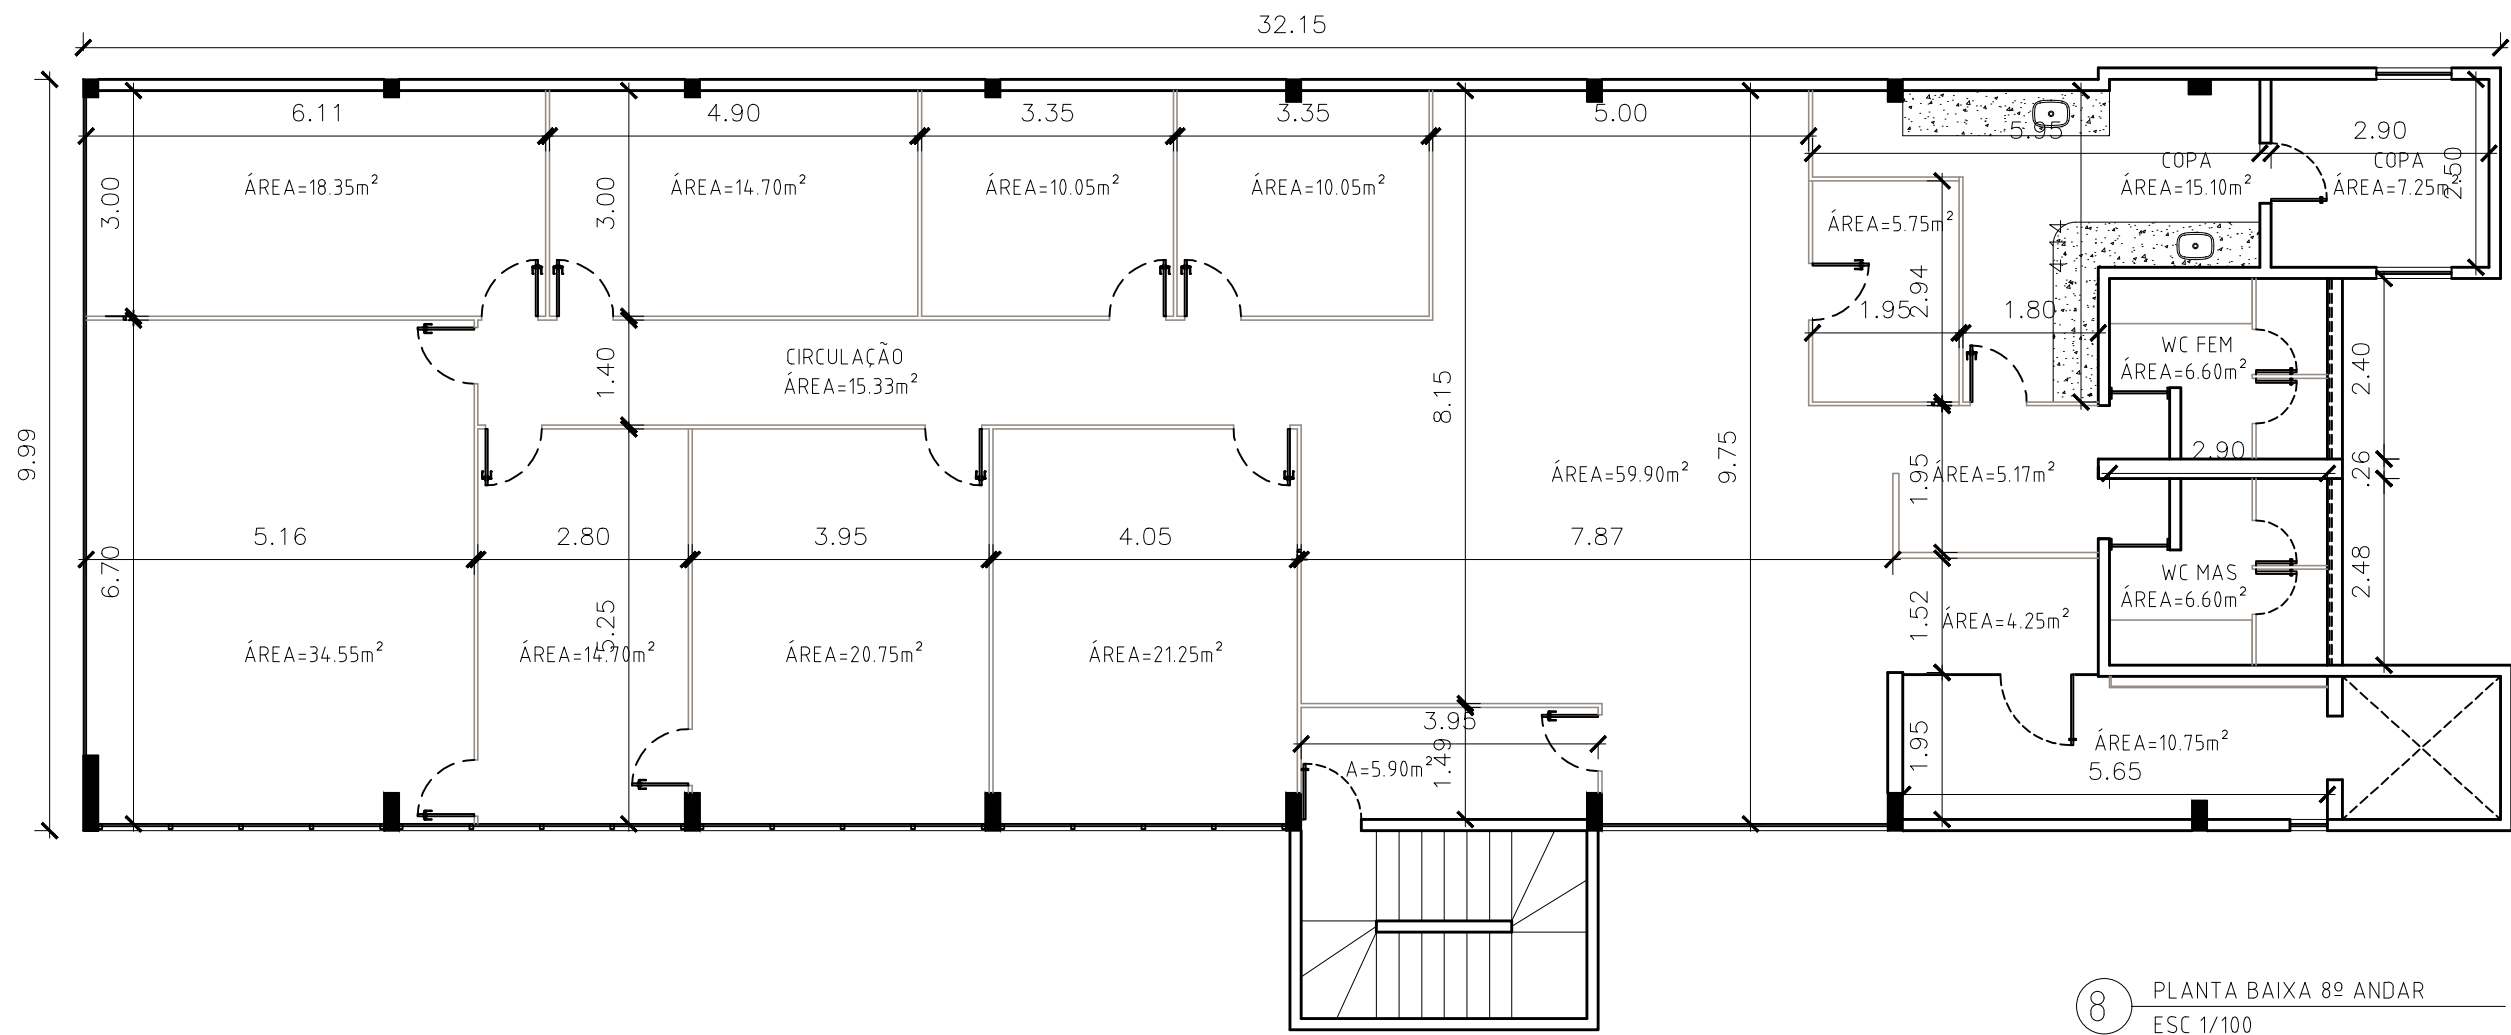 32.15
6.11
4.90
3.35
3.35
5.00
5.95
2.90
9.99
3.00
3.00
2.50
COPA
ÁREA=15.10m²
COPA
ÁREA=7.25m²
ÁREA=18.35m²
ÁREA=14.70m²
ÁREA=10.05m²
ÁREA=10.05m²
ÁREA=5.75m²
4.14
2.94
1.95
1.80
CIRCULAÇÃO
ÁREA=15.33m²
1.40
8.15
9.75
WC FEM
ÁREA=6.60m²
2.40
2.90
.26
ÁREA=59.90m²
1.95
ÁREA=5.17m²
5.16
2.80
3.95
4.05
7.87
6.70
5.25
WC MAS
ÁREA=6.60m²
2.48
1.52
ÁREA=4.25m²
ÁREA=34.55m²
ÁREA=14.70m²
ÁREA=20.75m²
ÁREA=21.25m²
3.95
1.49
A=5.90m²
1.95
ÁREA=10.75m²
5.65
8
PLANTA BAIXA 8º ANDAR
ESC 1/100